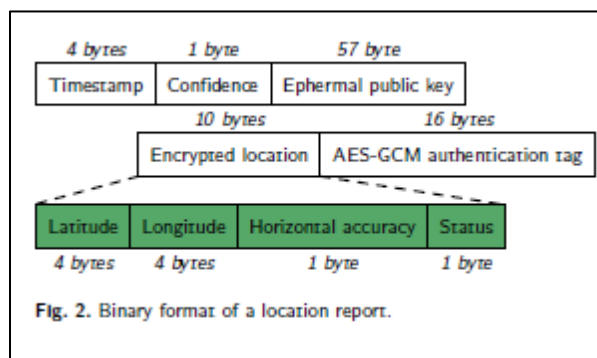 4 bytes 1 byte 57 byte
Timestamp Confidence Ephermal public key
10 bytes 16 bytes
Encrypted location AES-GCM authentication tag
Latitude Longitude Horizontal accuracy Status
4 bytes 4 bytes 1 byte 1 byte
Fig. 2. Binary format of a location report.